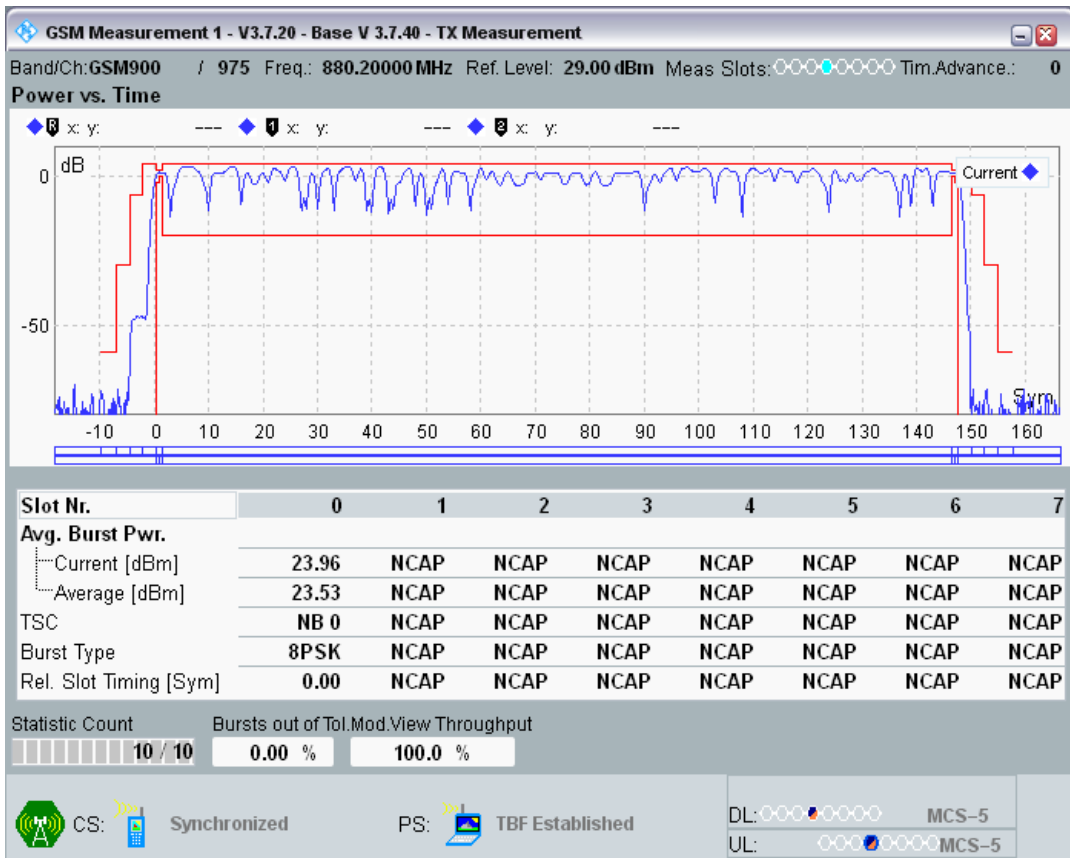 GSM Measurement 1 - V3.7.20 - Base V 3.7.40 - TX Measurement
Band/Ch:GSM900 / 975 Freq.: 880.20000 MHz Ref. Level: 29.00 dBm Meas Slots: Tim.Advance.: 0
Power vs. Time
R x: y: --- 1 x: y: --- 2 x: y: ---
dB
Current
0
-50
Sym
-10 0 10 20 30 40 50 60 70 80 90 100 110 120 130 140 150 160
Slot Nr. 0 1 2 3 4 5 6 7
Avg. Burst Pwr.
Current [dBm] 23.96 NCAP NCAP NCAP NCAP NCAP NCAP NCAP
Average [dBm] 23.53 NCAP NCAP NCAP NCAP NCAP NCAP NCAP
TSC NB 0 NCAP NCAP NCAP NCAP NCAP NCAP NCAP
Burst Type 8PSK NCAP NCAP NCAP NCAP NCAP NCAP NCAP
Rel. Slot Timing [Sym] 0.00 NCAP NCAP NCAP NCAP NCAP NCAP NCAP
Statistic Count Bursts out of Tol.Mod.View Throughput
10 / 10 0.00 % 100.0 %
CS: Synchronized PS: TBF Established
DL: MCS-5
UL: MCS-5